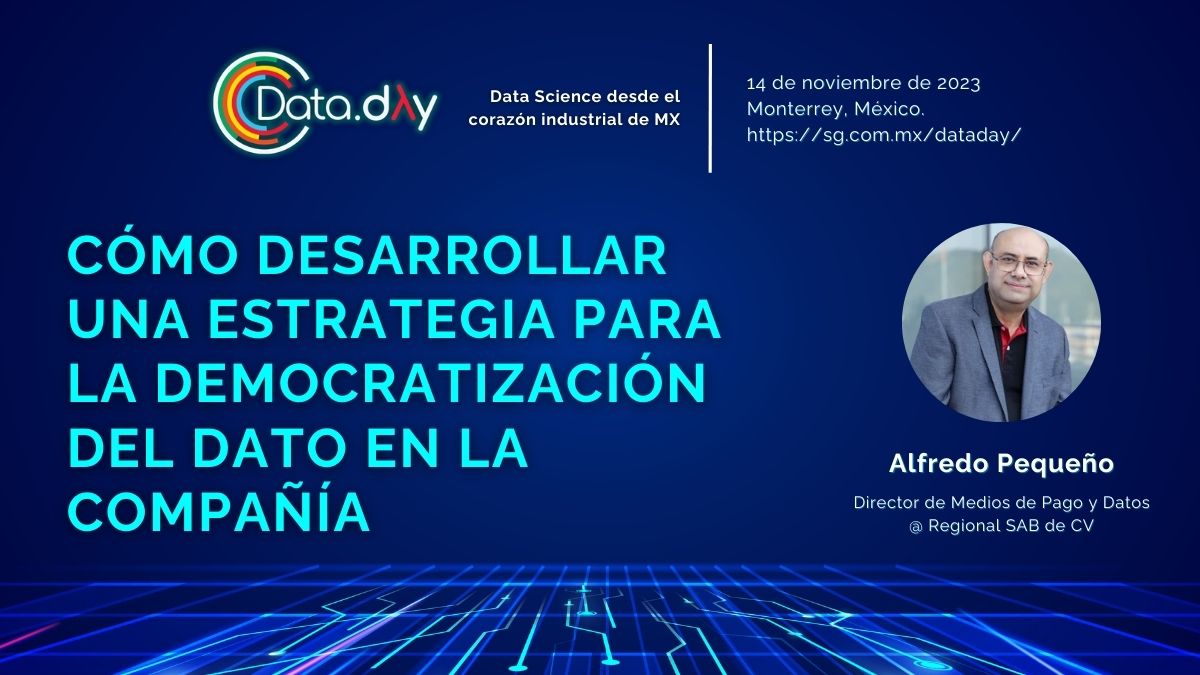 Data.day
Data Science desde el
corazón industrial de MX
14 de noviembre de 2023
Monterrey, México.
https://sg.com.mx/dataday/
CÓMO DESARROLLAR
UNA ESTRATEGIA PARA
LA DEMOCRATIZACIÓN
DEL DATO EN LA
COMPAÑÍA
Alfredo Pequeño
Director de Medios de Pago y Datos
@ Regional SAB de CV